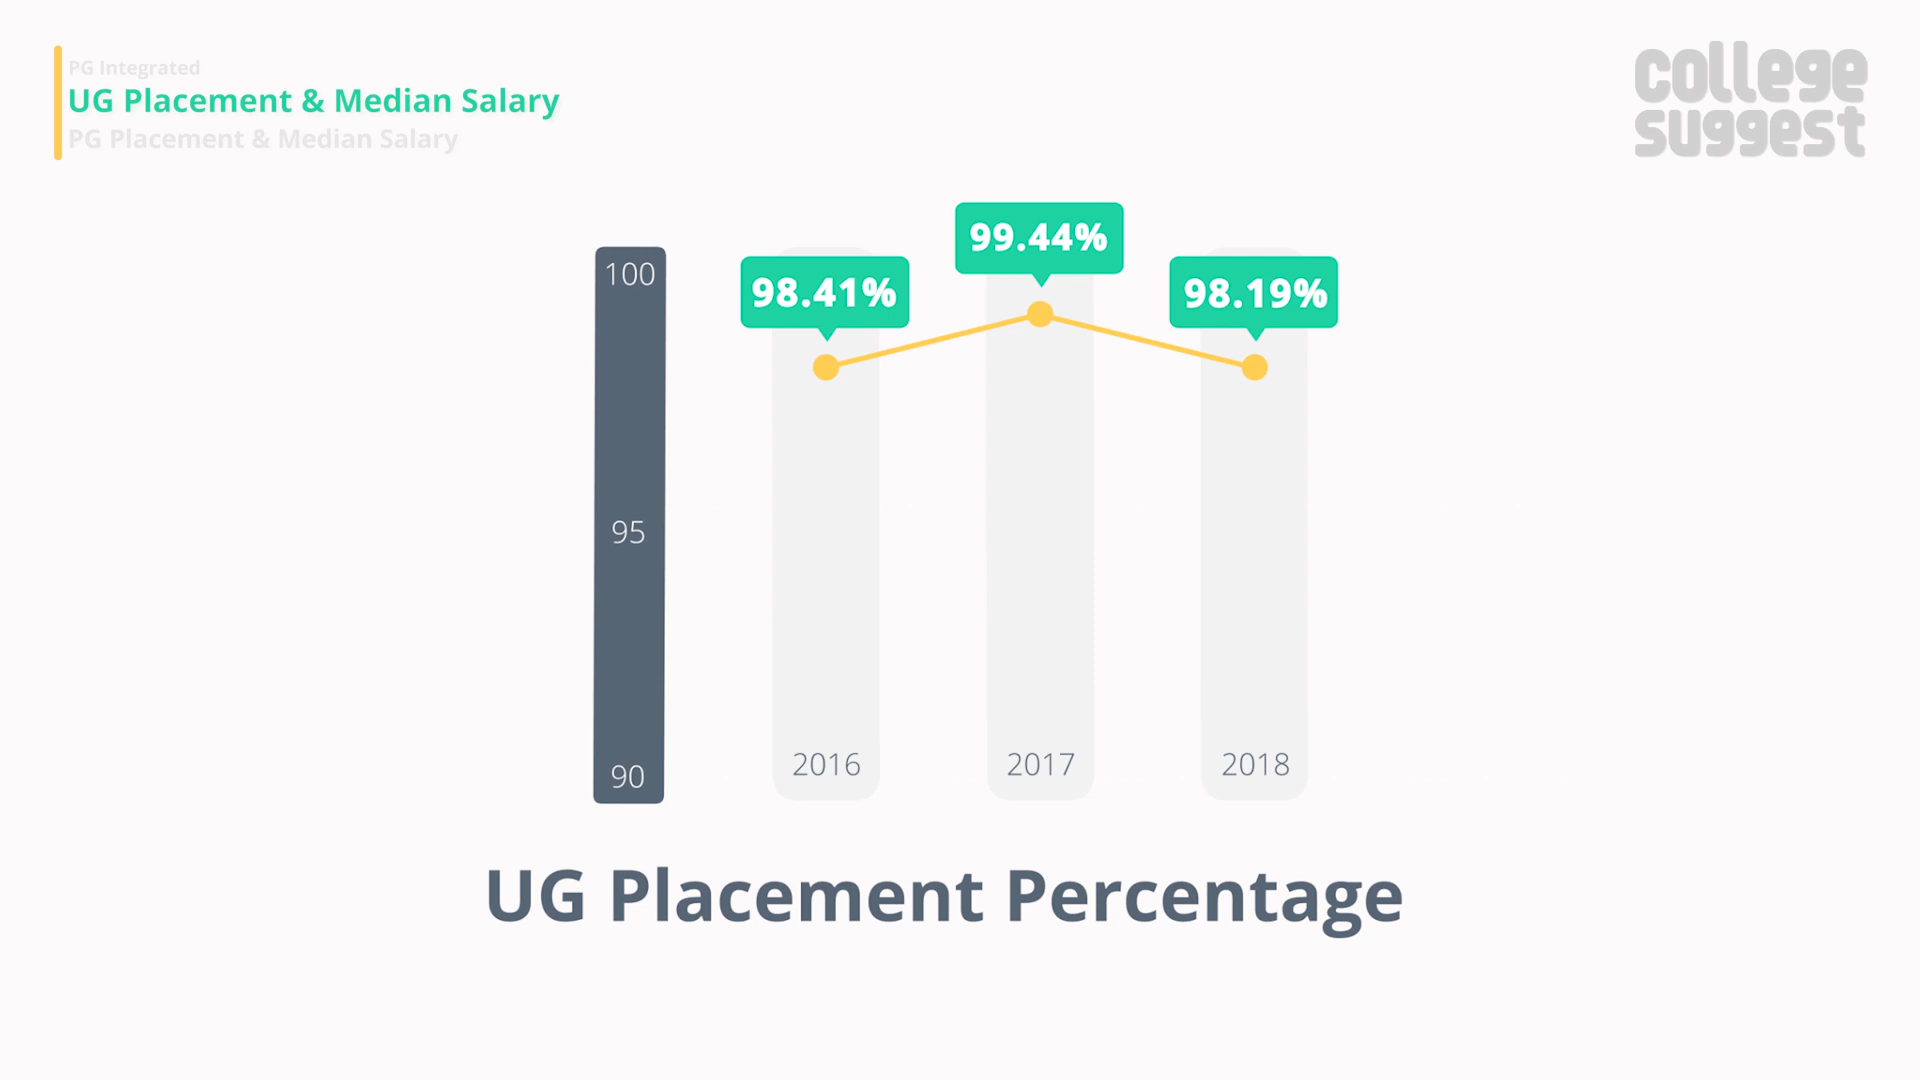 PG Integrated
UG Placement & Median Salary
PG Placement & Median Salary
college
suggest
99.44%
98.41%
98.19%
100
95
90
2016
2017
2018
UG Placement Percentage